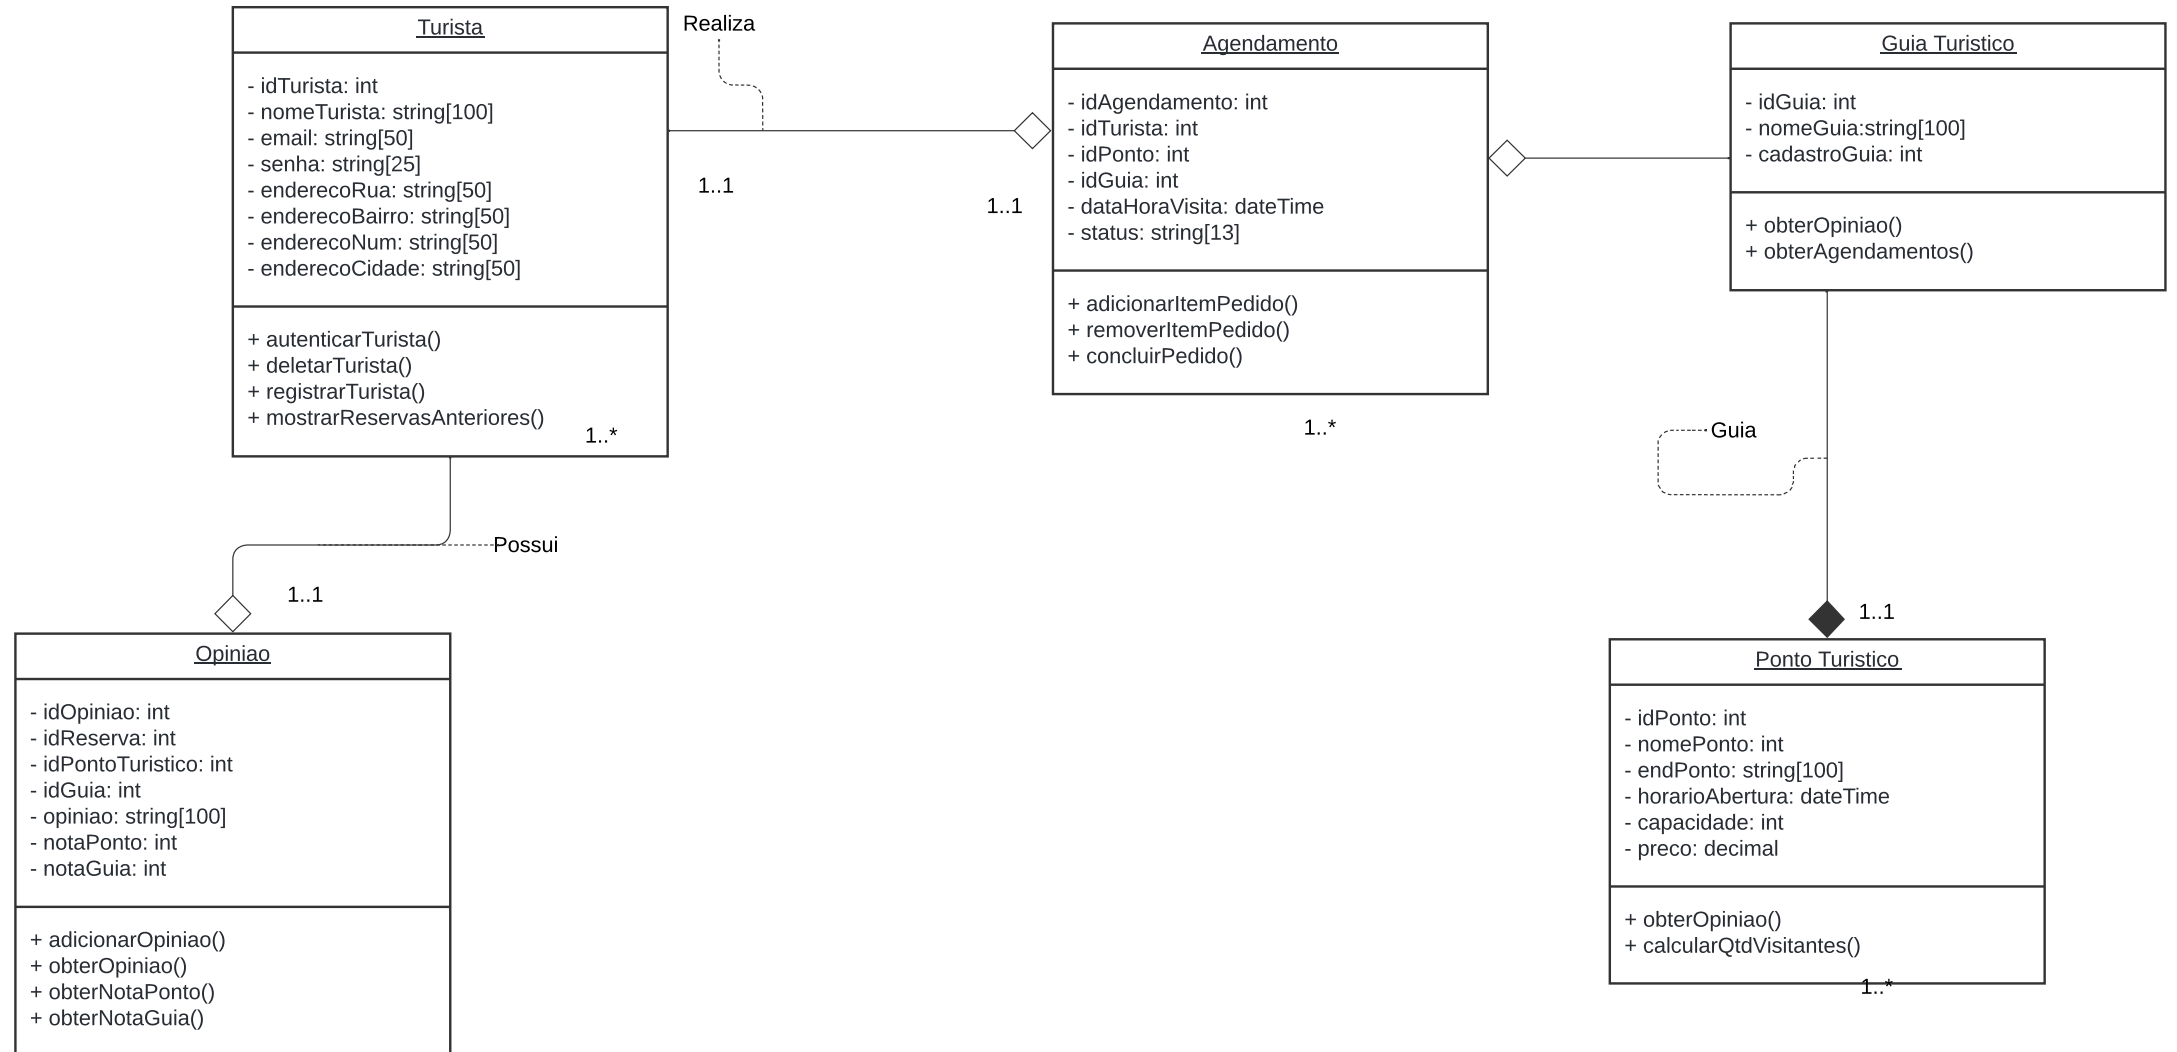 Turista
- idTurista: int
- nomeTurista: string[100]
- email: string[50]
- senha: string[25]
- enderecoRua: string[50]
- enderecoBairro: string[50]
- enderecoNum: string[50]
- enderecoCidade: string[50]
+ autenticarTurista()
+ deletarTurista()
+ registrarTurista()
+ mostrarReservasAnteriores()
1..*
Realiza
1..1
1..1
Agendamento
- idAgendamento: int
- idTurista: int
- idPonto: int
- idGuia: int
- dataHoraVisita: dateTime
- status: string[13]
+ adicionarItemPedido()
+ removerItemPedido()
+ concluirPedido()
1..*
Guia Turistico
- idGuia: int
- nomeGuia:string[100]
- cadastroGuia: int
+ obterOpiniao()
+ obterAgendamentos()
Guia
1..1
Possui
1..1
Opiniao
- idOpiniao: int
- idReserva: int
- idPontoTuristico: int
- idGuia: int
- opiniao: string[100]
- notaPonto: int
- notaGuia: int
+ adicionarOpiniao()
+ obterOpiniao()
+ obterNotaPonto()
+ obterNotaGuia()
Ponto Turistico
- idPonto: int
- nomePonto: int
- endPonto: string[100]
- horarioAbertura: dateTime
- capacidade: int
- preco: decimal
+ obterOpiniao()
+ calcularQtdVisitantes()
1..*